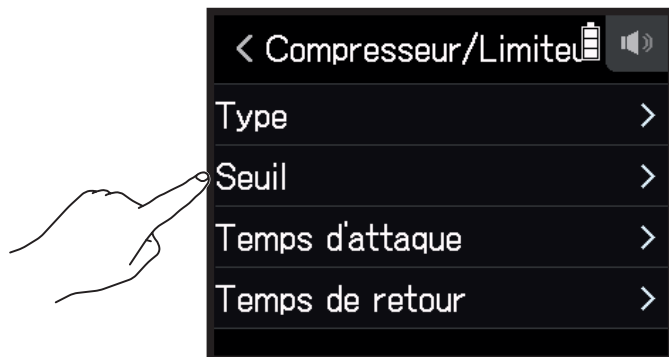 < Compresseur/Limiteu
Type >
Seuil >
Temps d'attaque >
Temps de retour >